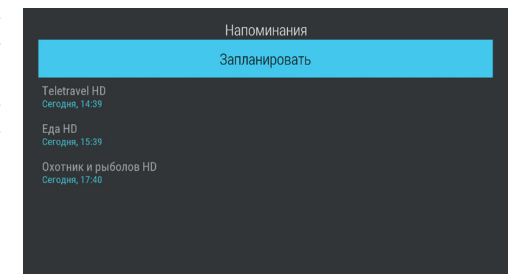 Напоминания
Запланировать
Teletravel HD
Сегодня, 14:39
Еда HD
Сегодня, 15:39
Охотник и рыболов HD
Сегодня, 17:40